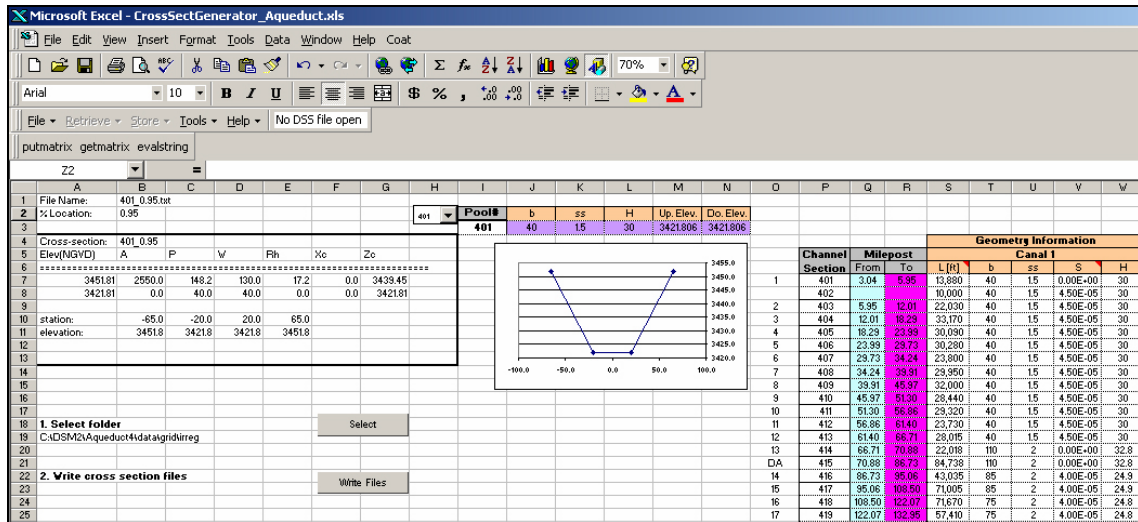 Microsoft Excel - CrossSectGenerator_Aqueduct.xls
File Edit View Insert Format Tools Data Window Help Coat
70%
Arial 10 B I U $ % ,
File Retrieve Store Tools Help No DSS file open
putmatrix getmatrix evalstring
Z2 =
A B C D E F G H I J K L M N O P Q R S T U V W
1 File Name: 401_0.95.txt
2 % Location: 0.95 401 Pool# b ss H Up. Elev. Do. Elev.
3 401 40 1.5 30 3421.806 3421.806
4 Cross-section: 401_0.95 Geometry Information
5 Elev(NGVD) A P W Rh Xc Zc Channel Milepost Canal 1
6 ================================================ Section From To L [ft] b ss S H
7 3451.81 2550.0 148.2 130.0 17.2 0.0 3439.45 1 401 3.04 5.95 13,880 40 1.5 0.00E+00 30
8 3421.81 0.0 40.0 40.0 0.0 0.0 3421.81 402 10,000 40 1.5 4.50E-05 30
9 2 403 5.95 12.01 22,030 40 1.5 4.50E-05 30
10 station: -65.0 -20.0 20.0 65.0 3 404 12.01 18.29 33,170 40 1.5 4.50E-05 30
11 elevation: 3451.8 3421.8 3421.8 3451.8 4 405 18.29 23.99 30,090 40 1.5 4.50E-05 30
12 5 406 23.99 29.73 30,280 40 1.5 4.50E-05 30
13 6 407 29.73 34.24 23,800 40 1.5 4.50E-05 30
14 7 408 34.24 39.91 29,950 40 1.5 4.50E-05 30
15 8 409 39.91 45.97 32,000 40 1.5 4.50E-05 30
16 9 410 45.97 51.30 28,440 40 1.5 4.50E-05 30
17 10 411 51.30 56.86 29,320 40 1.5 4.50E-05 30
18 1. Select folder Select 11 412 56.86 61.40 23,730 40 1.5 4.50E-05 30
19 C:\DSM2\Aqueduct4\data\grid\irreg 12 413 61.40 66.71 28,015 40 1.5 4.50E-05 30
20 13 414 66.71 70.88 22,018 110 2 0.00E+00 32.8
21 DA 415 70.88 86.73 84,738 110 2 0.00E+00 32.8
22 2. Write cross section files Write Files 14 416 86.73 95.06 43,035 85 2 4.00E-05 24.9
23 15 417 95.06 108.50 71,005 85 2 4.00E-05 24.9
24 16 418 108.50 122.07 71,670 75 2 4.00E-05 24.8
25 17 419 122.07 132.95 57,410 75 2 4.00E-05 24.8
3455.0
3450.0
3445.0
3440.0
3435.0
3430.0
3425.0
3420.0
-100.0 -50.0 0.0 50.0 100.0